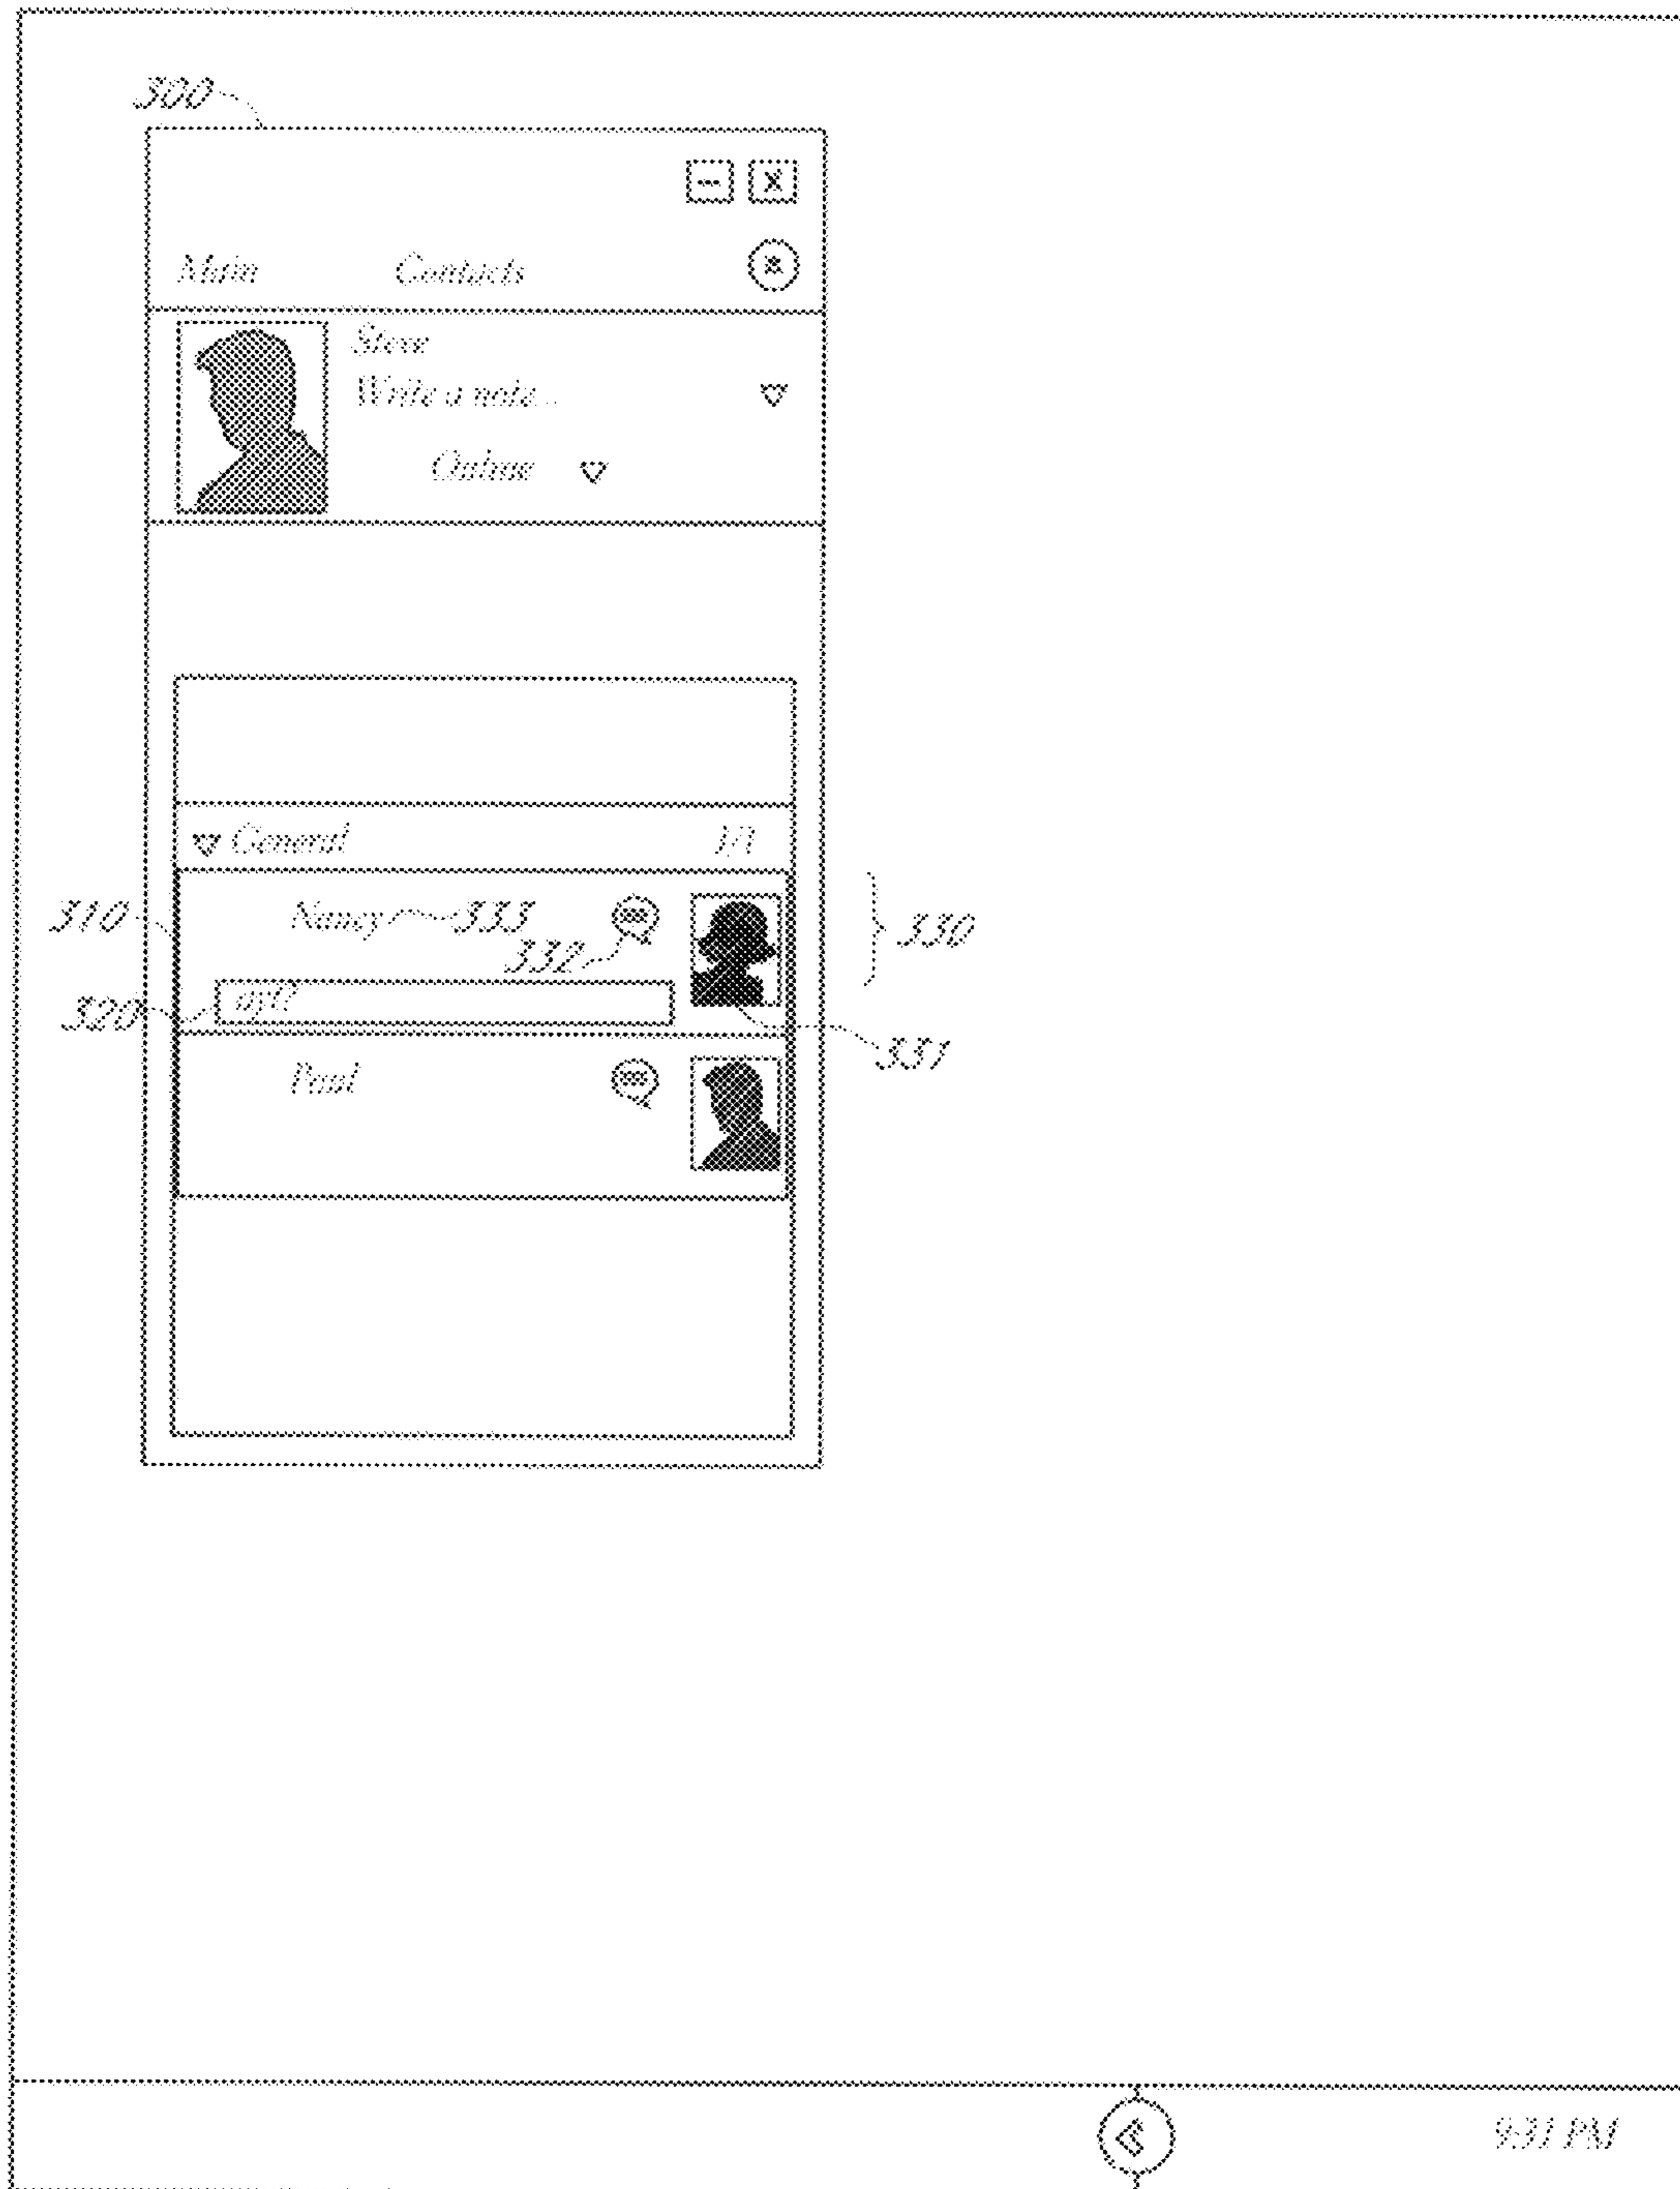 300
– X
Main Contacts
Steve
Write a note...
Online
General 1/1
310 Nancy 333 330
332
320 ayt?
331
Paul
9:31 PM